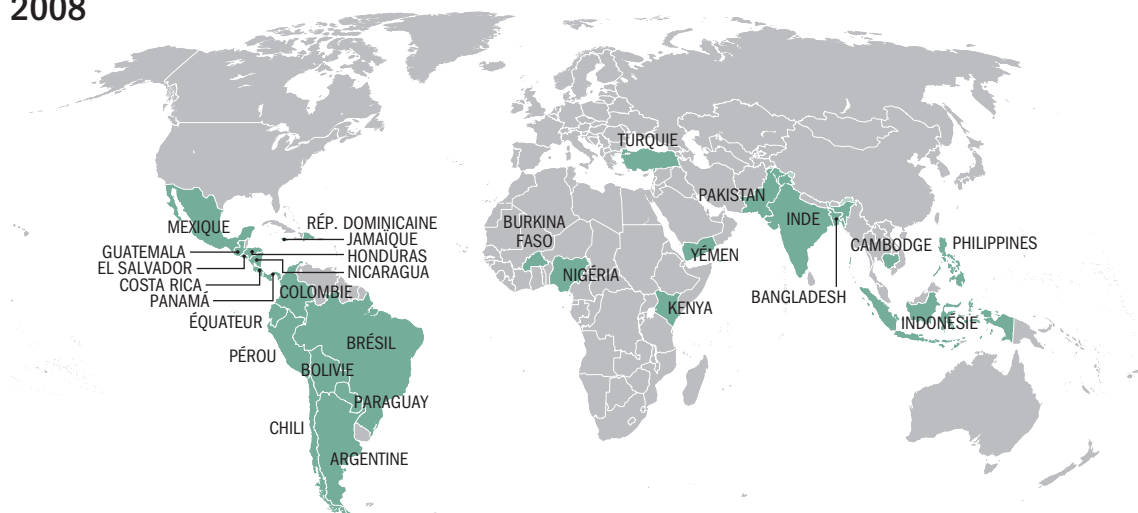 2008
TURQUIE
PAKISTAN
MEXIQUE
RÉP. DOMINICAINE
BURKINA
FASO
INDE
JAMAÏQUE
GUATEMALA
HONDURAS
YÉMEN
CAMBODGE
PHILIPPINES
EL SALVADOR
NICARAGUA
NIGÉRIA
COSTA RICA
COLOMBIE
BANGLADESH
PANAMÁ
KENYA
ÉQUATEUR
INDONÉSIE
BRÉSIL
PÉROU
BOLIVIE
PARAGUAY
CHILI
ARGENTINE